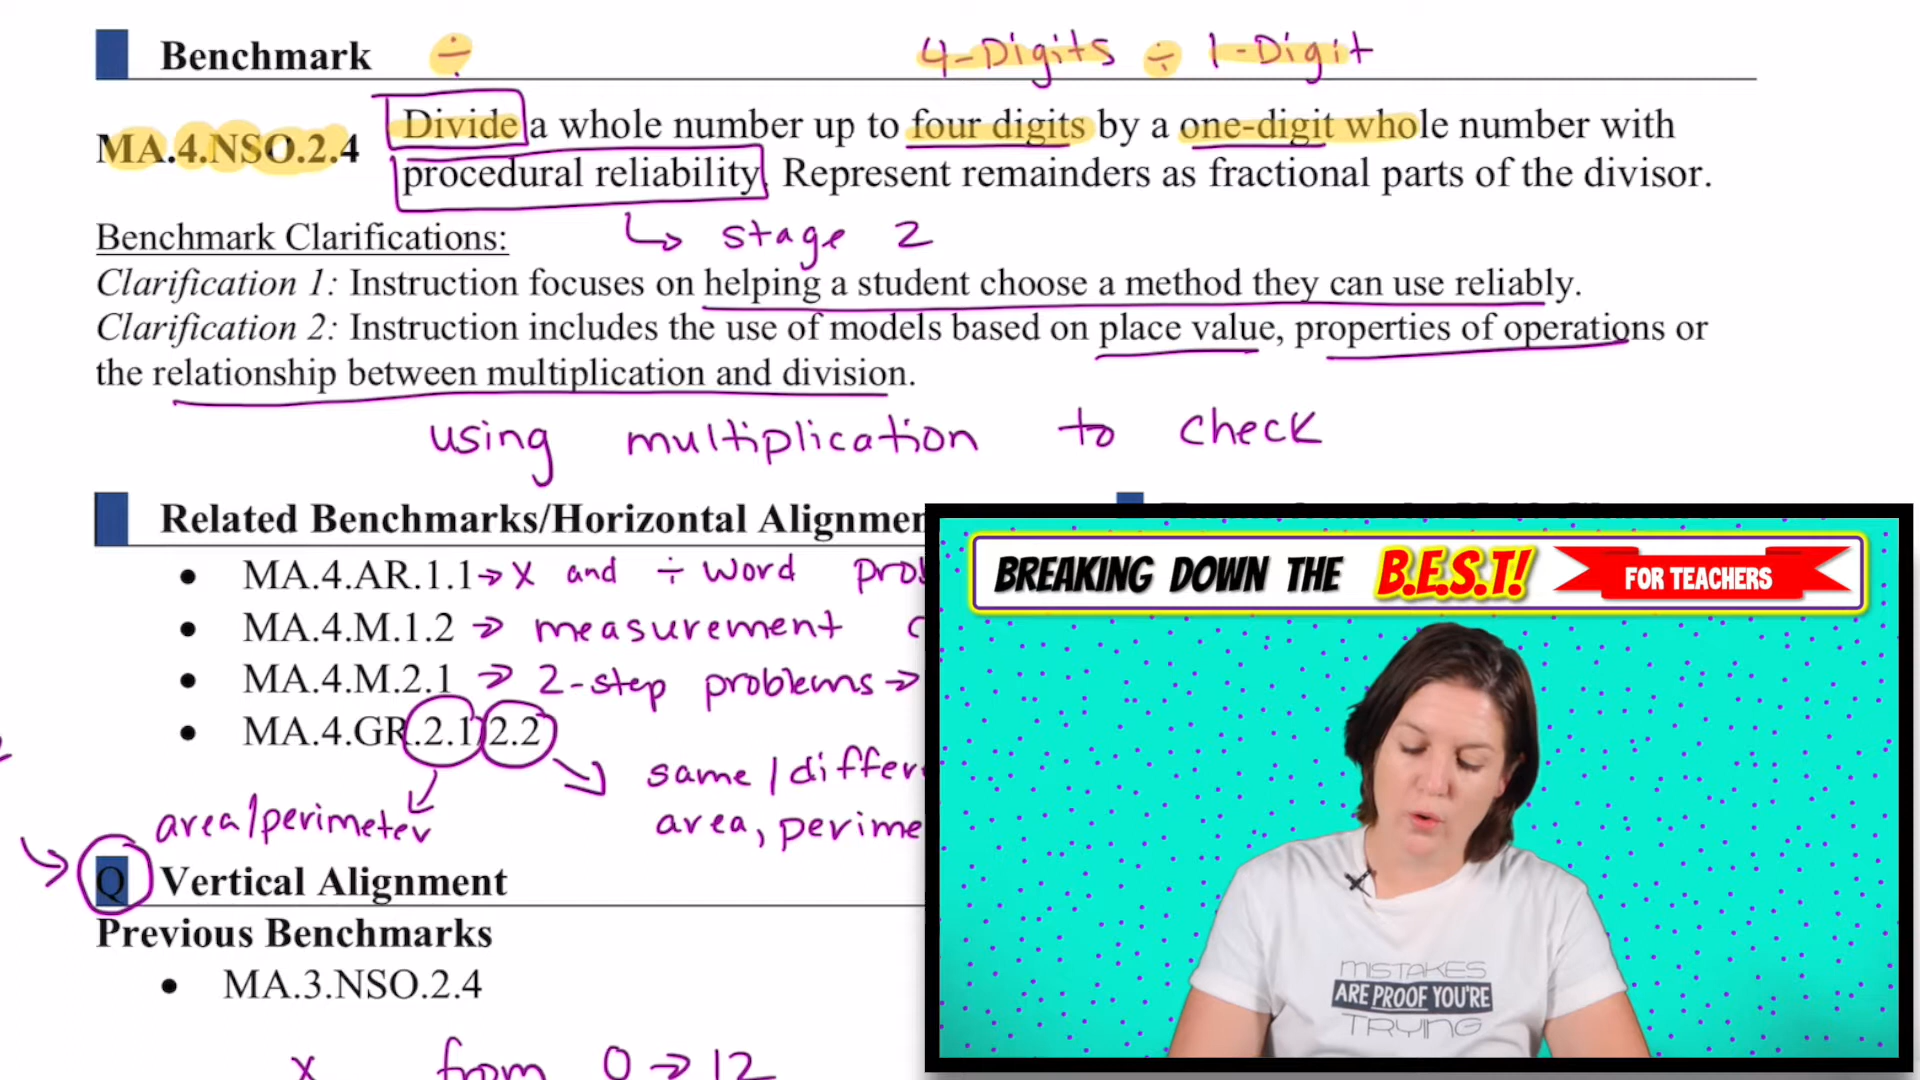 Benchmark ÷ 4-Digits ÷ 1-Digit
MA.4.NSO.2.4 Divide a whole number up to four digits by a one-digit whole number with
procedural reliability. Represent remainders as fractional parts of the divisor.
↳ stage 2
Benchmark Clarifications:
Clarification 1: Instruction focuses on helping a student choose a method they can use reliably.
Clarification 2: Instruction includes the use of models based on place value, properties of operations or
the relationship between multiplication and division.
using multiplication to check
Related Benchmarks/Horizontal Alignmen
• MA.4.AR.1.1 → x and ÷ word pro
• MA.4.M.1.2 → measurement
• MA.4.M.2.1 → 2-step problems →
• MA.4.GR.2.1/2.2
same/differ
area/perimeter
area, perime
Q Vertical Alignment
Previous Benchmarks
• MA.3.NSO.2.4
x from 0 → 12
BREAKING DOWN THE B.E.S.T! FOR TEACHERS
MISTAKES
ARE PROOF YOU'RE
TRYING